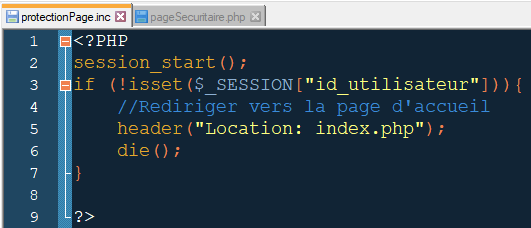 protectionPage.inc pageSecuritaire.php
1 <?PHP
2 session_start();
3 if (!isset($_SESSION["id_utilisateur"])){
4 //Rediriger vers la page d'accueil
5 header("Location: index.php");
6 die();
7 }
8
9 ?>